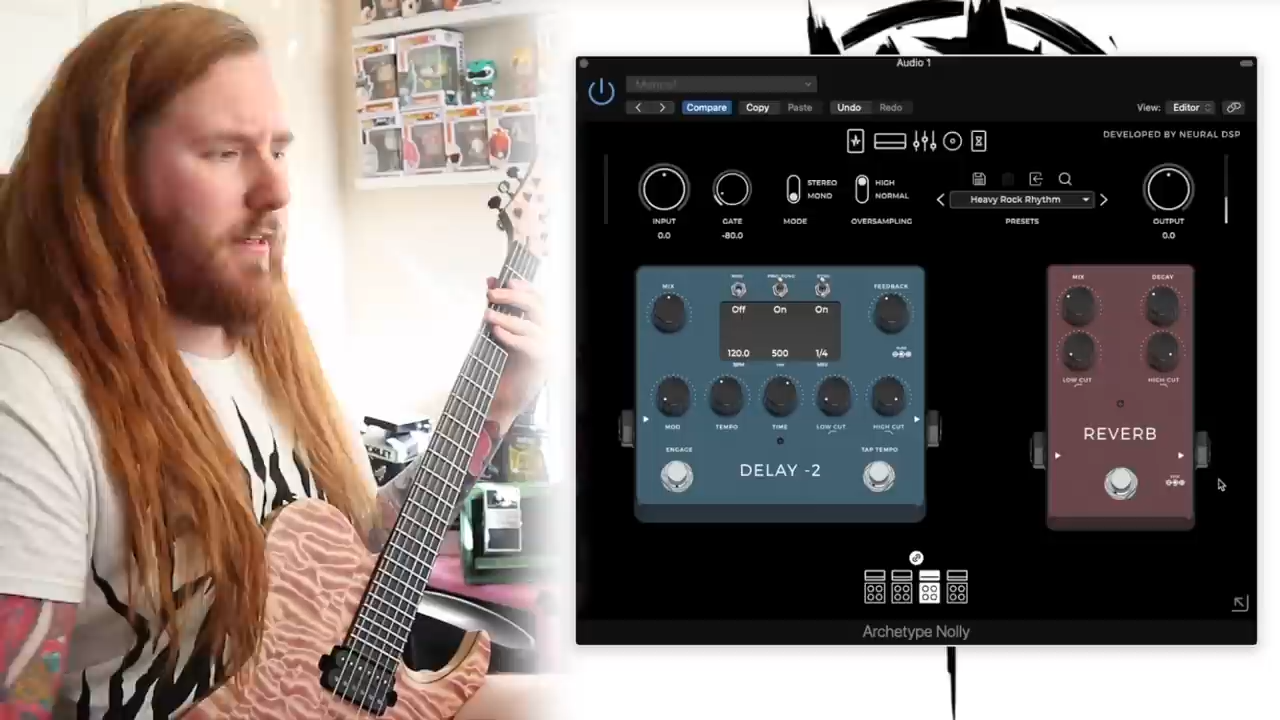 Audio 1
Manual
Compare
Copy
Paste
Undo
Redo
View:
Editor
DEVELOPED BY NEURAL DSP
INPUT
0.0
GATE
-80.0
STEREO
MONO
MODE
HIGH
NORMAL
OVERSAMPLING
Heavy Rock Rhythm
PRESETS
OUTPUT
0.0
MIX
FEEDBACK
Off
On
On
120.0
500
1/4
MOD
TEMPO
TIME
LOW CUT
HIGH CUT
ENGAGE
TAP TEMPO
DELAY -2
MIX
DECAY
LOW CUT
HIGH CUT
REVERB
Archetype Nolly